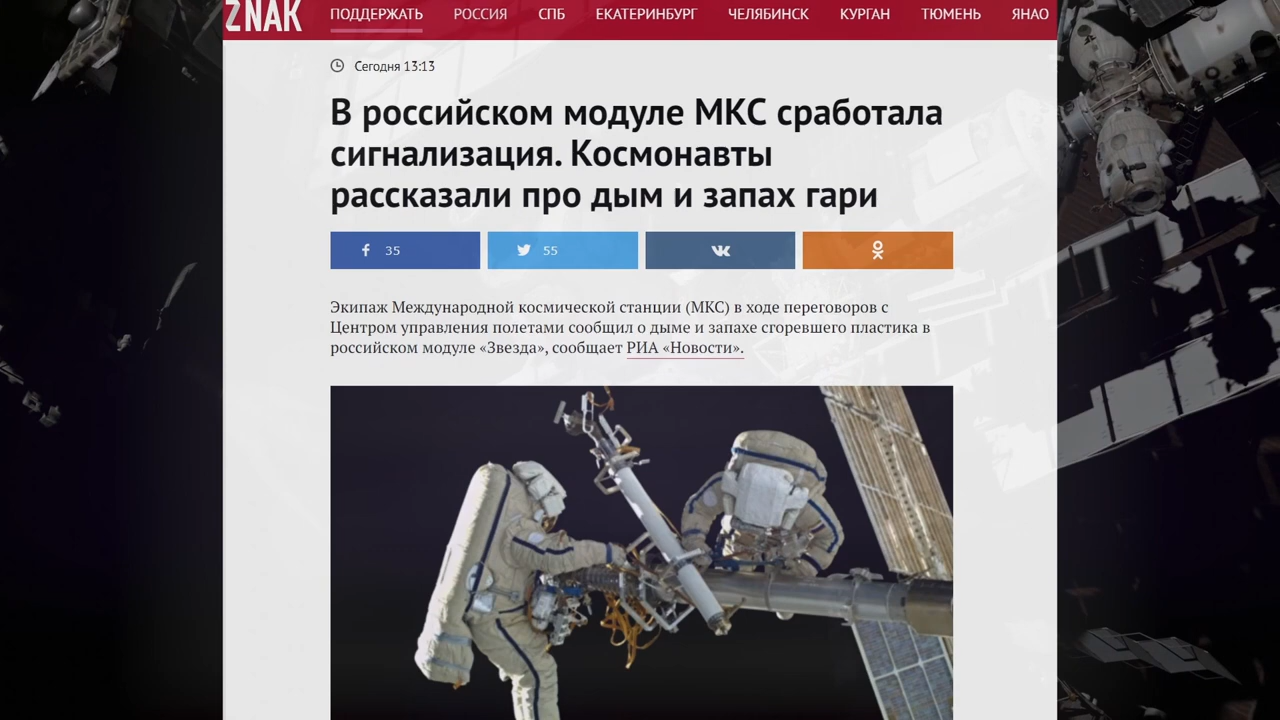 ZNAK ПОДДЕРЖАТЬ РОССИЯ СПБ ЕКАТЕРИНБУРГ ЧЕЛЯБИНСК КУРГАН ТЮМЕНЬ ЯНАО
Сегодня 13:13
В российском модуле МКС сработала
сигнализация. Космонавты
рассказали про дым и запах гари
35 55
Экипаж Международной космической станции (МКС) в ходе переговоров с
Центром управления полетами сообщил о дыме и запахе сгоревшего пластика в
российском модуле «Звезда», сообщает РИА «Новости».